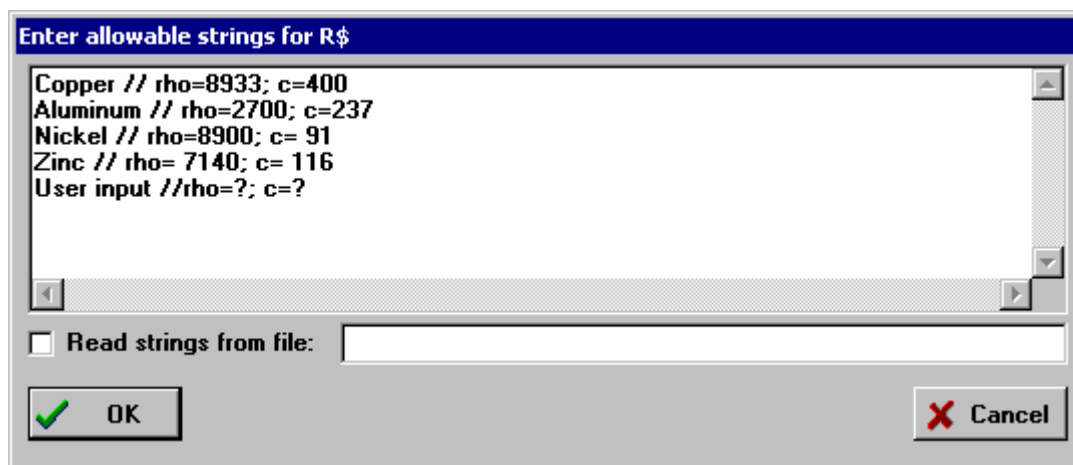 Enter allowable strings for R$
Copper // rho=8933; c=400
Aluminum // rho=2700; c=237
Nickel // rho=8900; c= 91
Zinc // rho= 7140; c= 116
User input //rho=?; c=?
Read strings from file:
OK
Cancel